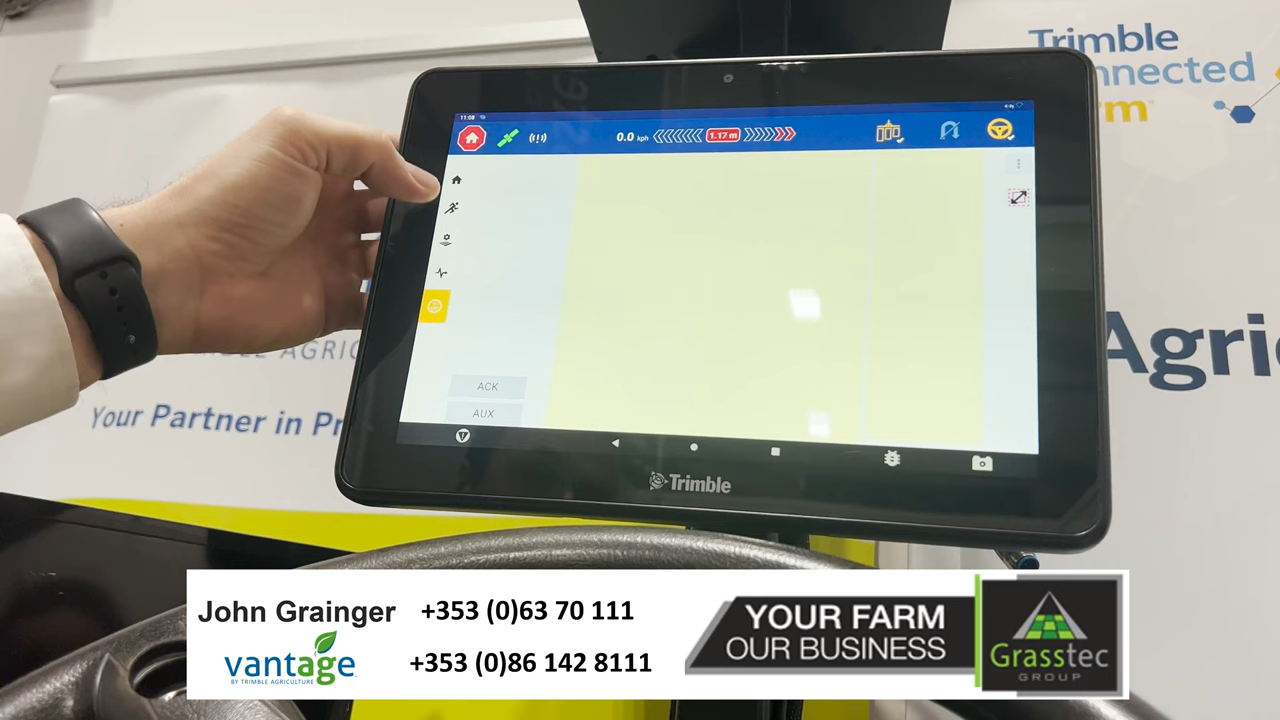 Trimble
nnected
rm
11:08
0.0 kph
1.17 m
ACK
AUX
Trimble
Agri
AGRI
Your Partner in Pr
John Grainger
+353 (0)63 70 111
vantage
BY TRIMBLE AGRICULTURE
+353 (0)86 142 8111
YOUR FARM
OUR BUSINESS
Grasstec
GROUP